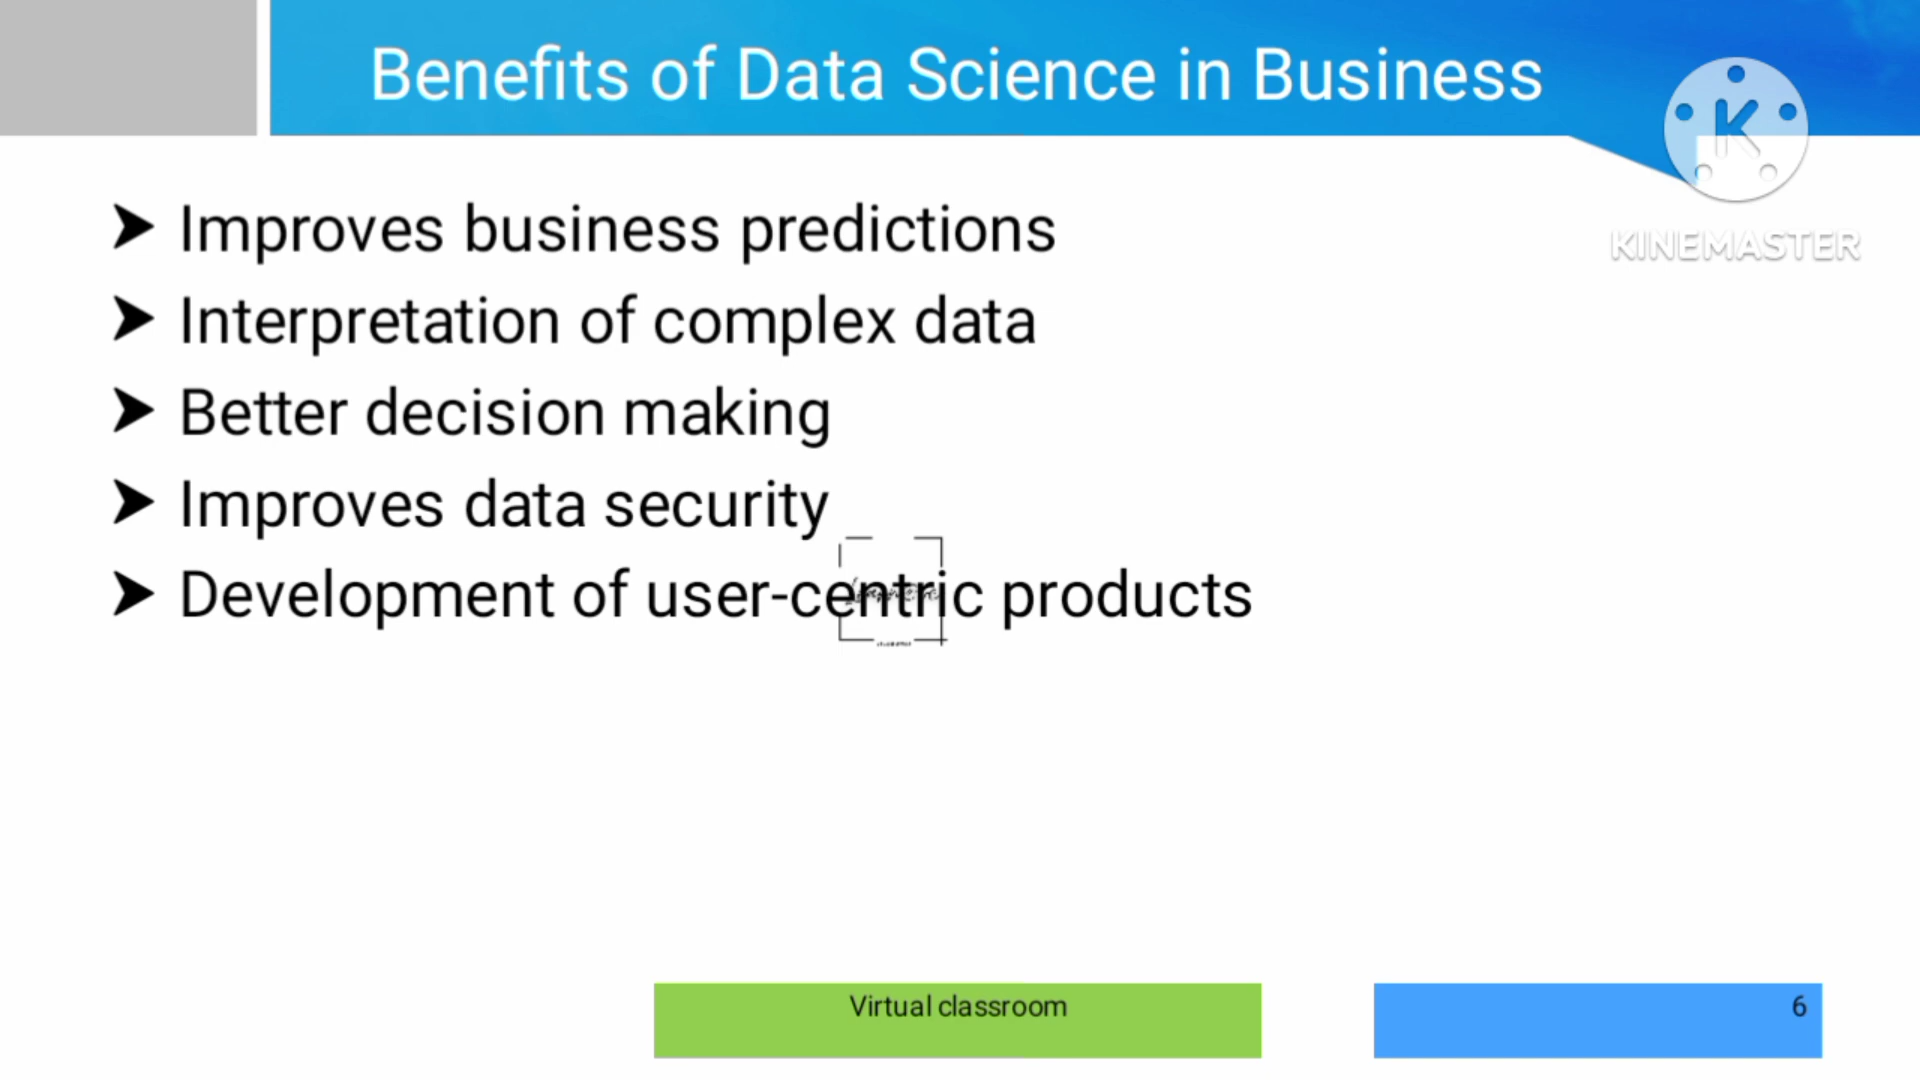 Benefits of Data Science in Business
K
KINEMASTER
➤ Improves business predictions
➤ Interpretation of complex data
➤ Better decision making
➤ Improves data security
➤ Development of user-centric products
Virtual classroom
6